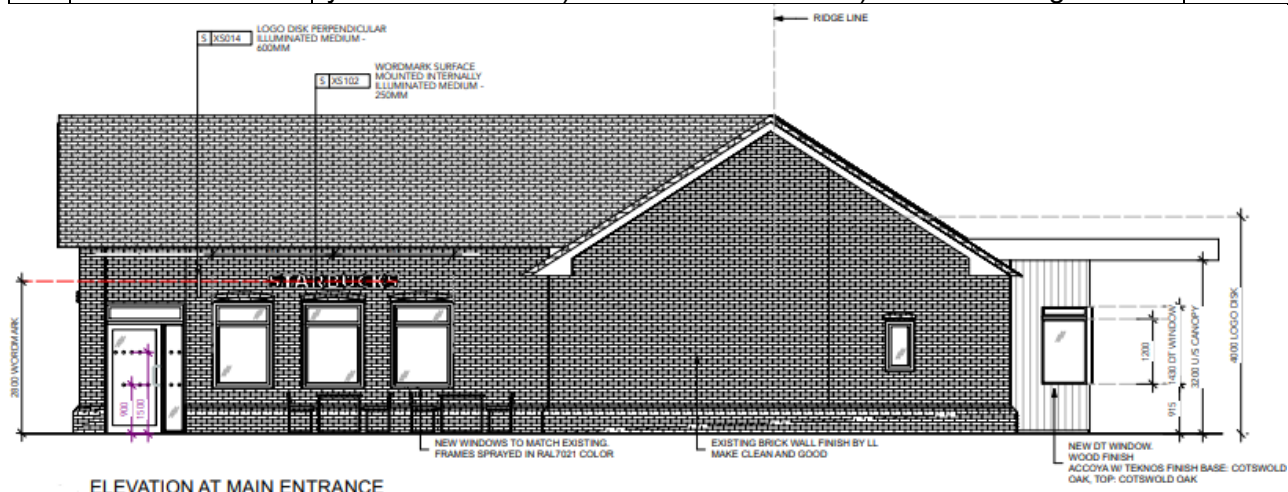 RIDGE LINE
LOGO DISK PERPENDICULAR
ILLUMINATED MEDIUM -
600MM
S XS014
WORDMARK SURFACE
MOUNTED INTERNALLY
ILLUMINATED MEDIUM -
250MM
S XS102
STARBUCKS
2800 WORDMARK
900
1500
1200
1430 DT WINDOW
915
3200 U/S CANOPY
4000 LOGO DISK
NEW WINDOWS TO MATCH EXISTING.
FRAMES SPRAYED IN RAL7021 COLOR
EXISTING BRICK WALL FINISH BY LL
MAKE CLEAN AND GOOD
NEW DT WINDOW.
WOOD FINISH
ACCOYA W/ TEKNOS FINISH BASE: COTSWOLD
OAK, TOP: COTSWOLD OAK
ELEVATION AT MAIN ENTRANCE